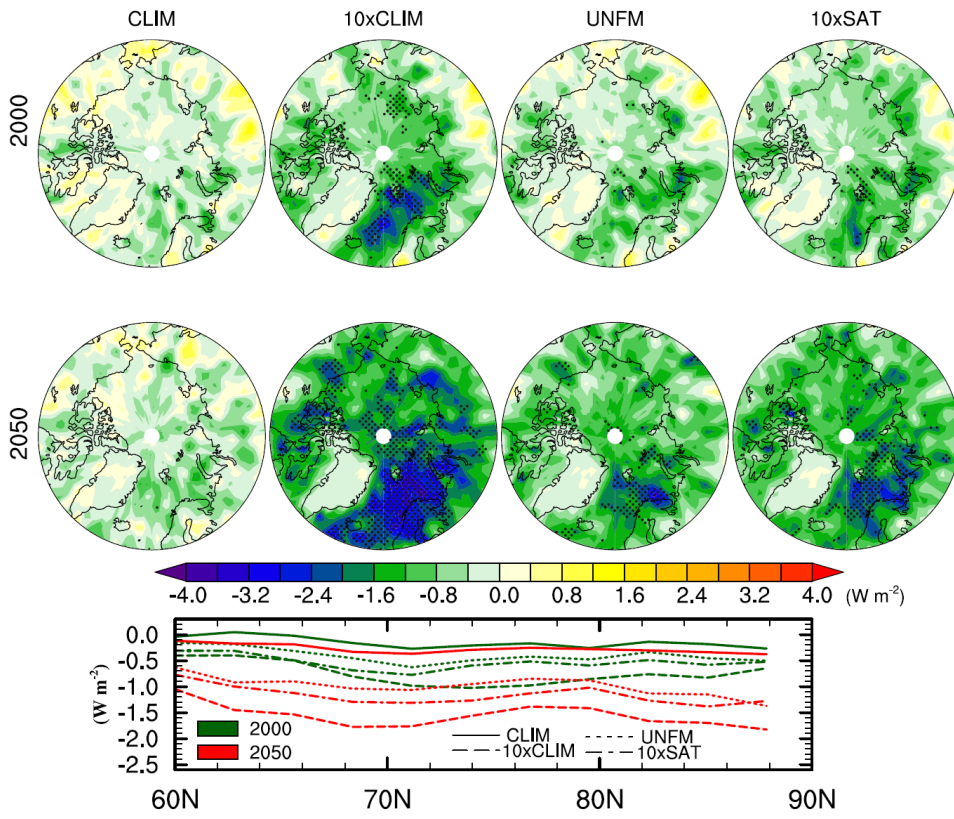 CLIM 10xCLIM UNFM 10xSAT
2000
2050
-4.0 -3.2 -2.4 -1.6 -0.8 0.0 0.8 1.6 2.4 3.2 4.0 (W m-2)
0.0
-0.5
-1.0
-1.5
-2.0
-2.5
(W m-2)
2000
2050
CLIM UNFM
10xCLIM 10xSAT
60N 70N 80N 90N